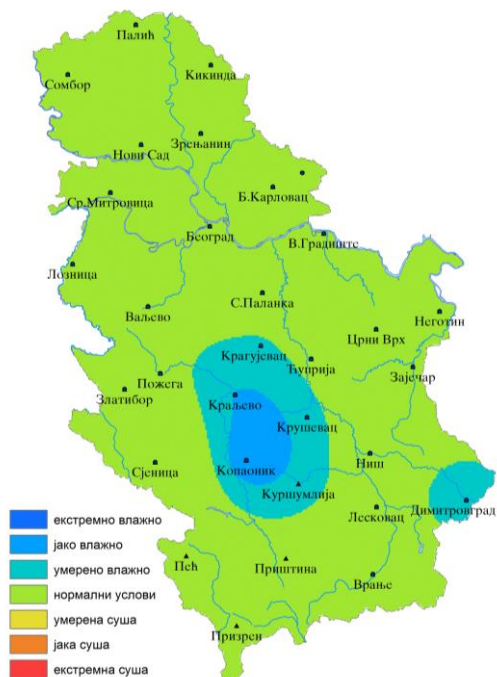 Палић
Сомбор
Кикинда
Зрењанин
Нови Сад
Б.Карловац
Ср.Митровица
Београд
В.Градиште
Лозница
С.Паланка
Ваљево
Неготин
Црни Врх
Крагујевац
Ћуприја
Зајечар
Пожега
Златибор
Краљево
Крушевац
Ниш
Сјеница
Копаоник
Куршумлија
Димитровград
Лесковац
Пећ
Приштина
Врање
Призрен
екстремно влажно
јако влажно
умерено влажно
нормални услови
умерена суша
јака суша
екстремна суша